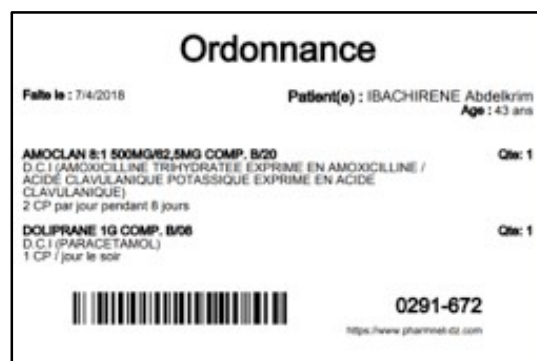 Ordonnance
Faite le : 7/4/2018
Patient(e) : IBACHIRENE Abdelkrim
Age : 43 ans
AMOCLAN 8:1 500MG/62,5MG COMP. B/20 Qte: 1
D.C.I (AMOXICILLINE TRIHYDRATEE EXPRIME EN AMOXICILLINE /
ACIDE CLAVULANIQUE POTASSIQUE EXPRIME EN ACIDE
CLAVULANIQUE)
2 CP par jour pendant 8 jours
DOLIPRANE 1G COMP. B/08 Qte: 1
D.C.I (PARACETAMOL)
1 CP / jour le soir
0291-672
https://www.pharmnet-dz.com